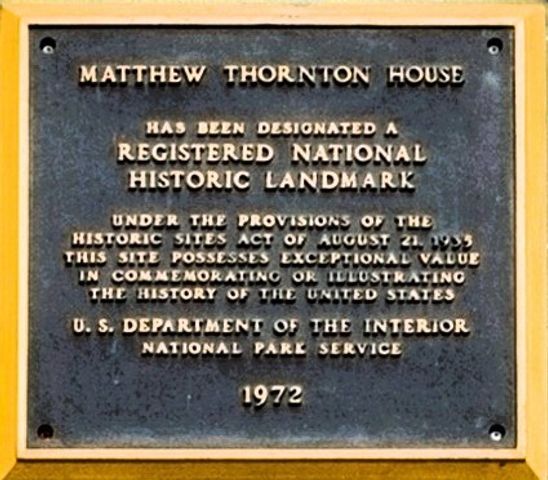 MATTHEW THORNTON HOUSE
HAS BEEN DESIGNATED A
REGISTERED NATIONAL
HISTORIC LANDMARK
UNDER THE PROVISIONS OF THE
HISTORIC SITES ACT OF AUGUST 21, 1935
THIS SITE POSSESSES EXCEPTIONAL VALUE
IN COMMEMORATING OR ILLUSTRATING
THE HISTORY OF THE UNITED STATES
U. S. DEPARTMENT OF THE INTERIOR
NATIONAL PARK SERVICE
1972